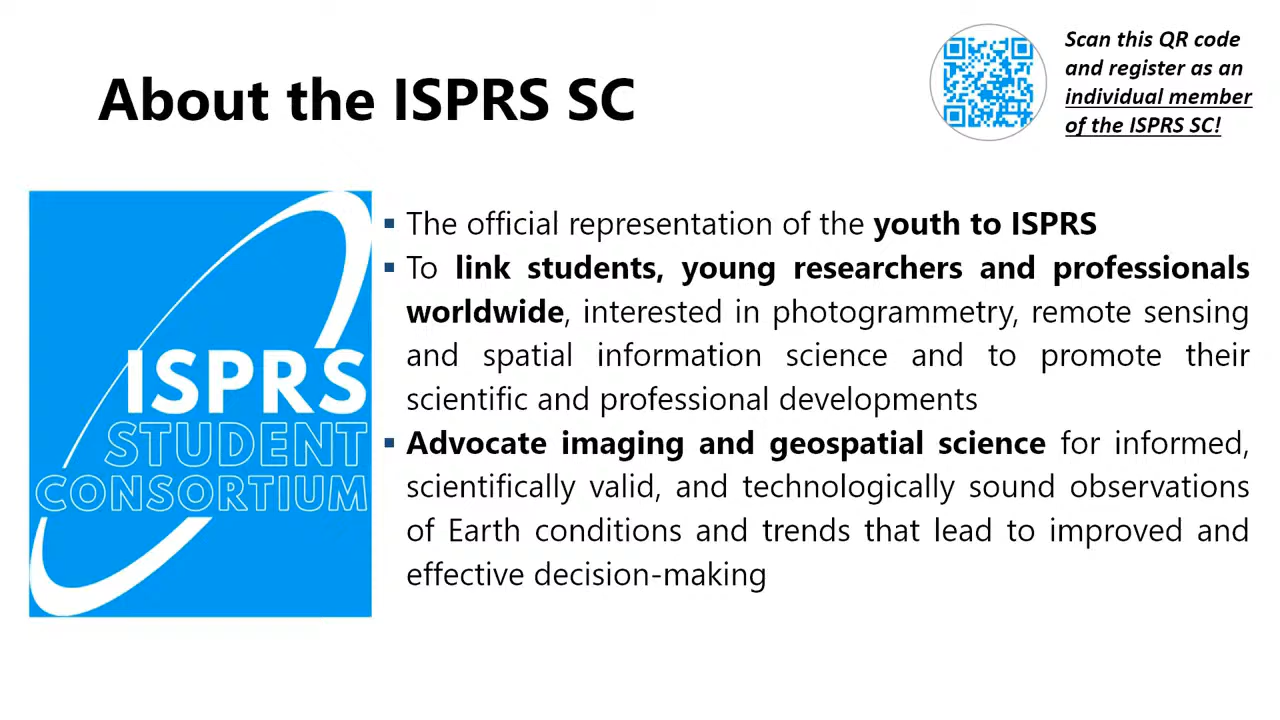 About the ISPRS SC
Scan this QR code
and register as an
individual member
of the ISPRS SC!
ISPRS
STUDENT
CONSORTIUM
▪ The official representation of the youth to ISPRS
▪ To link students, young researchers and professionals
worldwide, interested in photogrammetry, remote sensing
and spatial information science and to promote their
scientific and professional developments
▪ Advocate imaging and geospatial science for informed,
scientifically valid, and technologically sound observations
of Earth conditions and trends that lead to improved and
effective decision-making